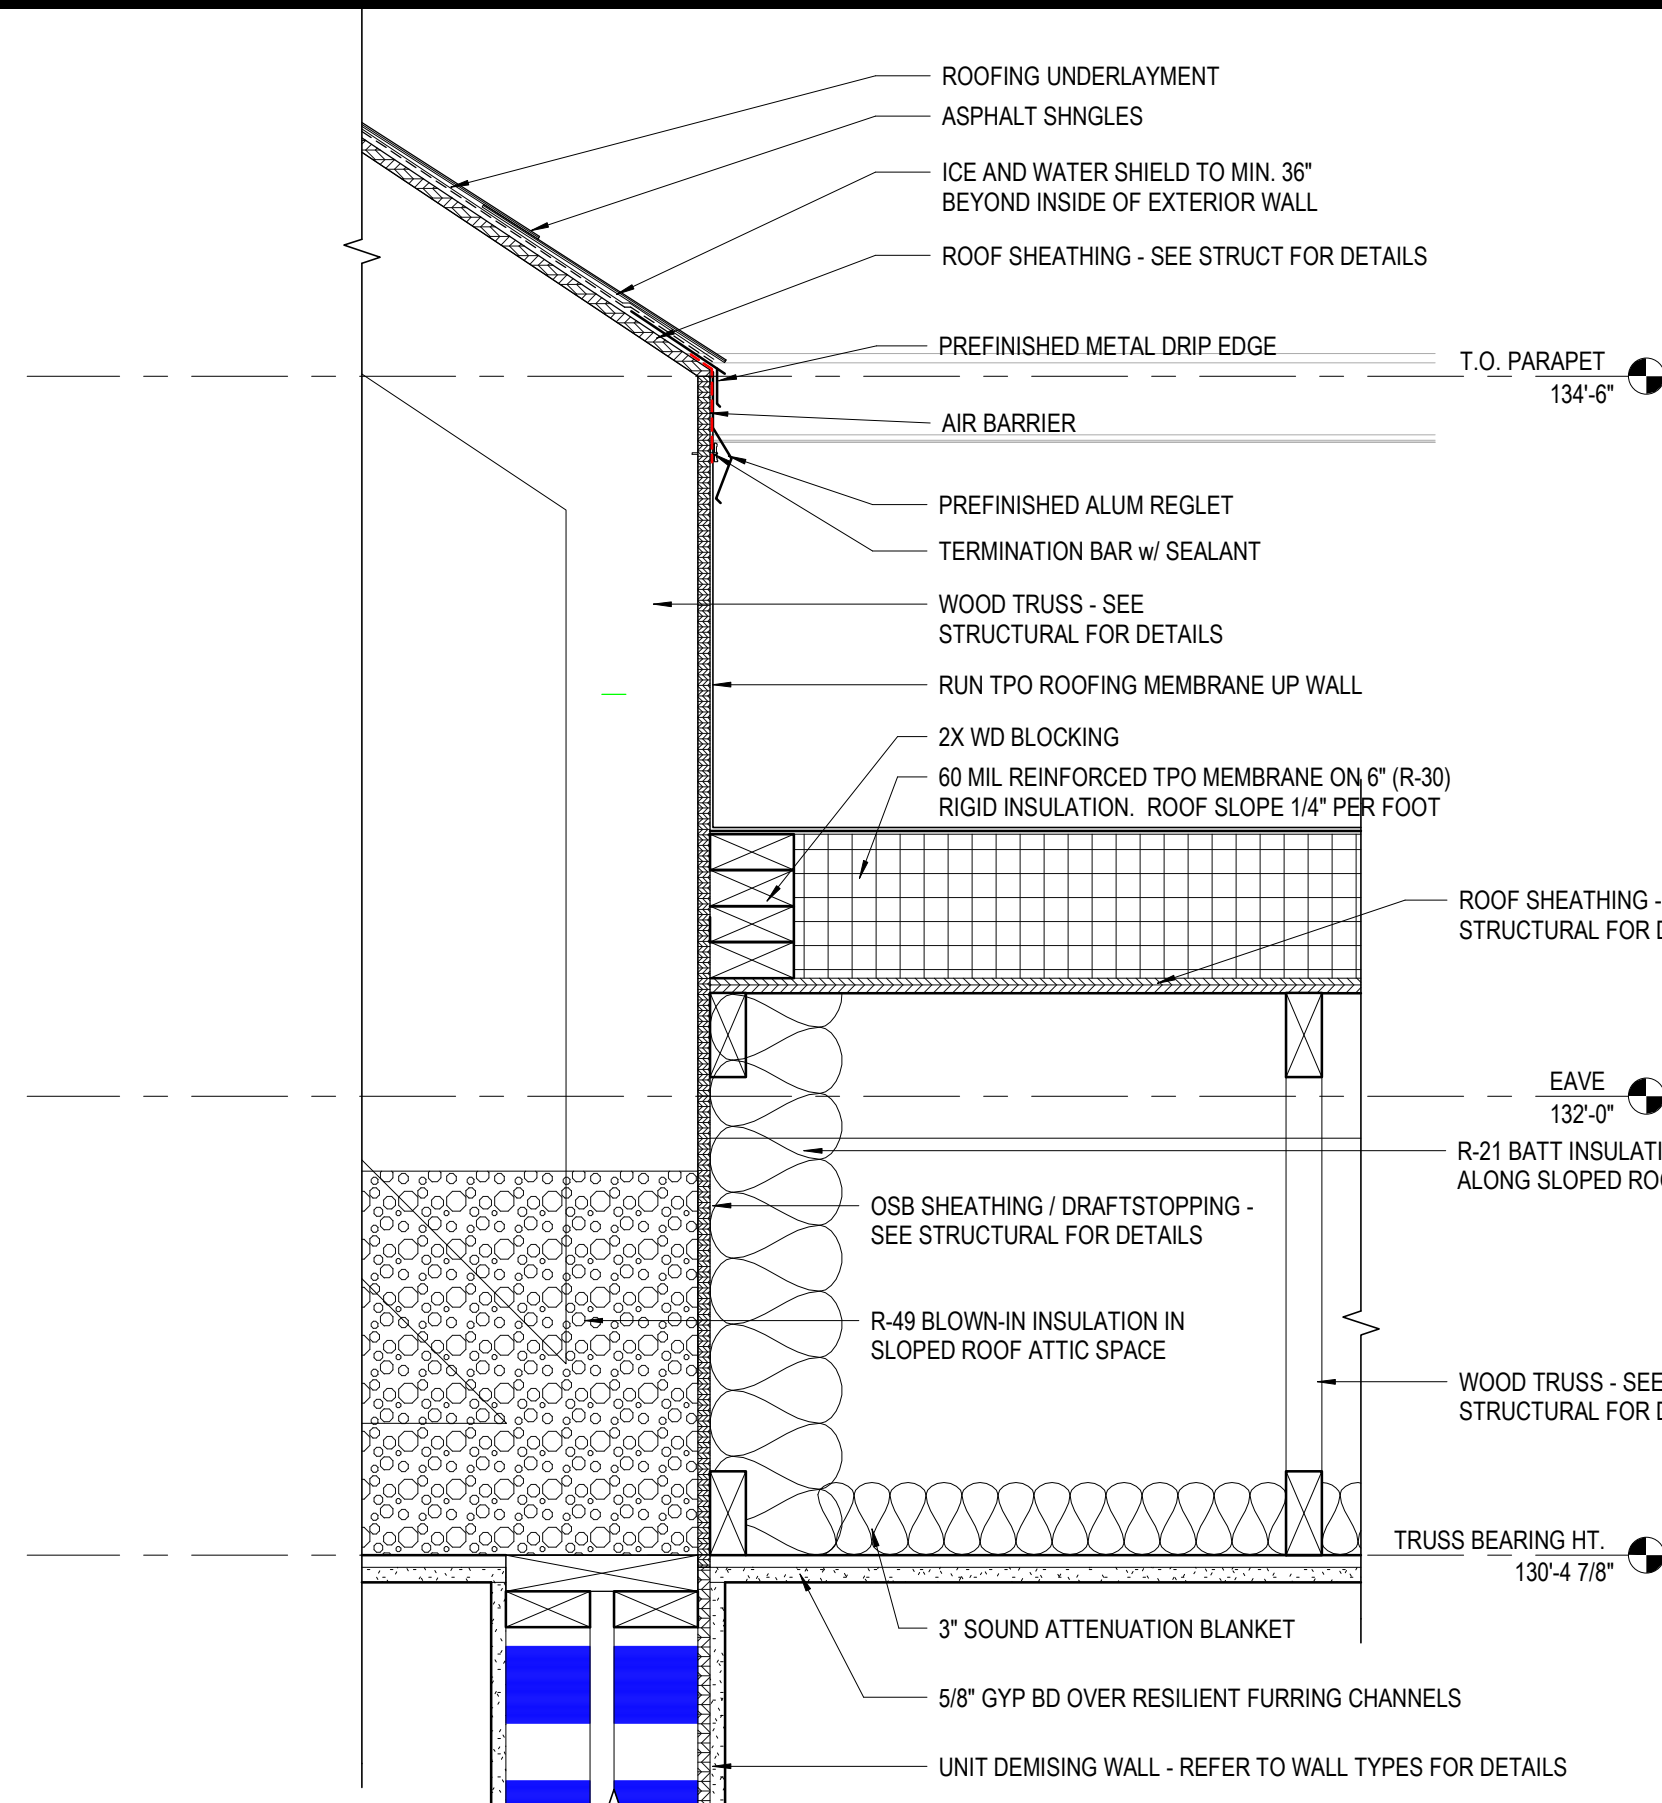 ROOFING UNDERLAYMENT
ASPHALT SHNGLES
ICE AND WATER SHIELD TO MIN. 36"
BEYOND INSIDE OF EXTERIOR WALL
ROOF SHEATHING - SEE STRUCT FOR DETAILS
PREFINISHED METAL DRIP EDGE
T.O. PARAPET
134'-6"
AIR BARRIER
PREFINISHED ALUM REGLET
TERMINATION BAR w/ SEALANT
WOOD TRUSS - SEE
STRUCTURAL FOR DETAILS
RUN TPO ROOFING MEMBRANE UP WALL
2X WD BLOCKING
60 MIL REINFORCED TPO MEMBRANE ON 6" (R-30)
RIGID INSULATION.  ROOF SLOPE 1/4" PER FOOT
ROOF SHEATHING -
STRUCTURAL FOR
EAVE
132'-0"
R-21 BATT
ALONG SLOPED
OSB SHEATHING / DRAFTSTOPPING -
SEE STRUCTURAL FOR DETAILS
R-49 BLOWN-IN INSULATION IN
SLOPED ROOF ATTIC SPACE
WOOD TRUSS - SEE
STRUCTURAL FOR
TRUSS BEARING HT.
130'-4 7/8"
3" SOUND ATTENUATION BLANKET
5/8" GYP BD OVER RESILIENT FURRING CHANNELS
UNIT DEMISING WALL - REFER TO WALL TYPES FOR DETAILS